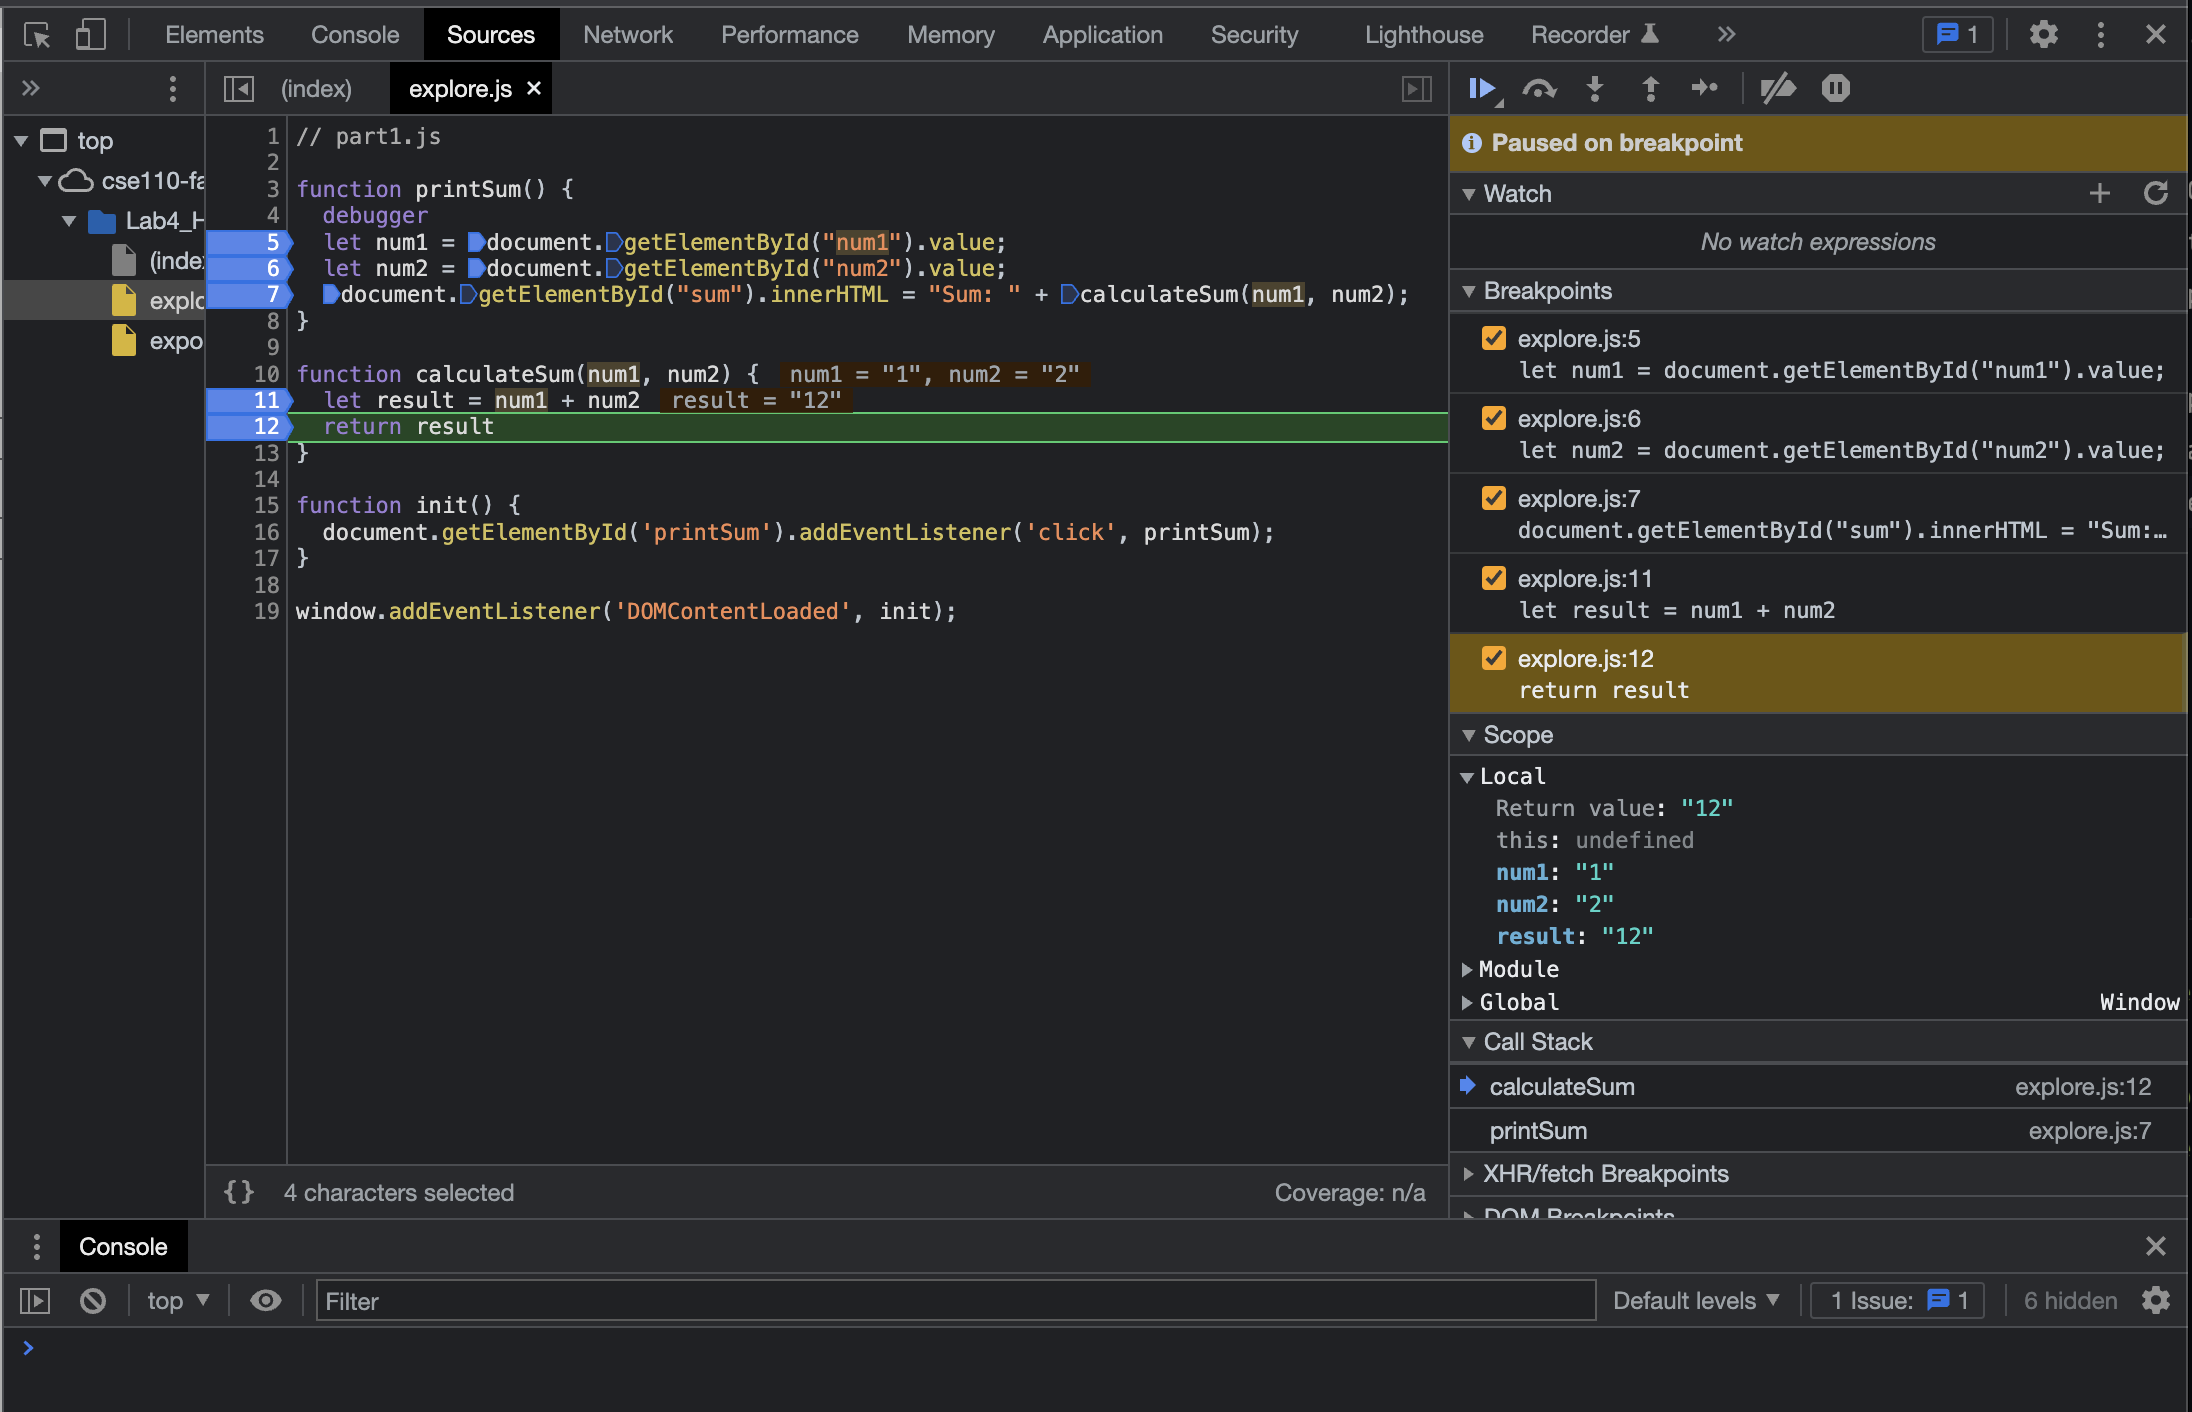 Elements Console Sources Network Performance Memory Application Security Lighthouse Recorder 1
(index) explore.js
top
cse110-fa
Lab4_H
(inde
explo
expo
1 // part1.js
2
3 function printSum() {
4 debugger
5 let num1 = document.getElementById("num1").value;
6 let num2 = document.getElementById("num2").value;
7 document.getElementById("sum").innerHTML = "Sum: " + calculateSum(num1, num2);
8 }
9
10 function calculateSum(num1, num2) { num1 = "1", num2 = "2"
11 let result = num1 + num2 result = "12"
12 return result
13 }
14
15 function init() {
16 document.getElementById('printSum').addEventListener('click', printSum);
17 }
18
19 window.addEventListener('DOMContentLoaded', init);
{} 4 characters selected Coverage: n/a
Paused on breakpoint
Watch
No watch expressions
Breakpoints
explore.js:5
let num1 = document.getElementById("num1").value;
explore.js:6
let num2 = document.getElementById("num2").value;
explore.js:7
document.getElementById("sum").innerHTML = "Sum:…
explore.js:11
let result = num1 + num2
explore.js:12
return result
Scope
Local
Return value: "12"
this: undefined
num1: "1"
num2: "2"
result: "12"
Module
Global Window
Call Stack
calculateSum explore.js:12
printSum explore.js:7
XHR/fetch Breakpoints
DOM Breakpoints
Console
top Filter Default levels 1 Issue: 1 6 hidden